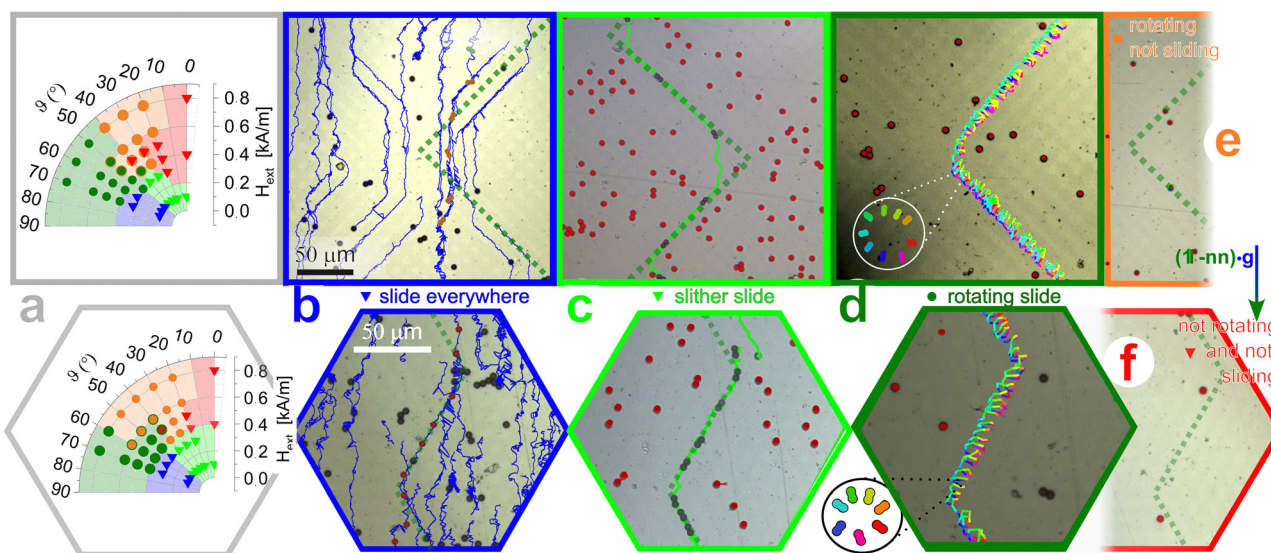 0
10
20
30
40
50
60
70
80
90
ϑ (°)
0.8
0.6
0.4
0.2
0.0
H_ext [kA/m]
50 µm
rotating
not sliding
e
(1-nn)·g
a
b
slide everywhere
c
slither slide
d
rotating slide
f
not rotating
and not
sliding
0
10
20
30
40
50
60
70
80
90
ϑ (°)
0.8
0.6
0.4
0.2
0.0
H_ext [kA/m]
50 µm